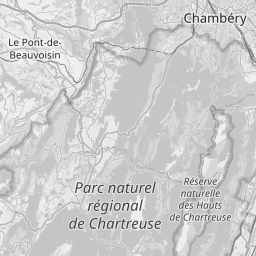 Chambéry
Le Pont-de-
Beauvoisin
Parc naturel
régional
de Chartreuse
Réserve
naturelle
des Hauts
de Chartreuse